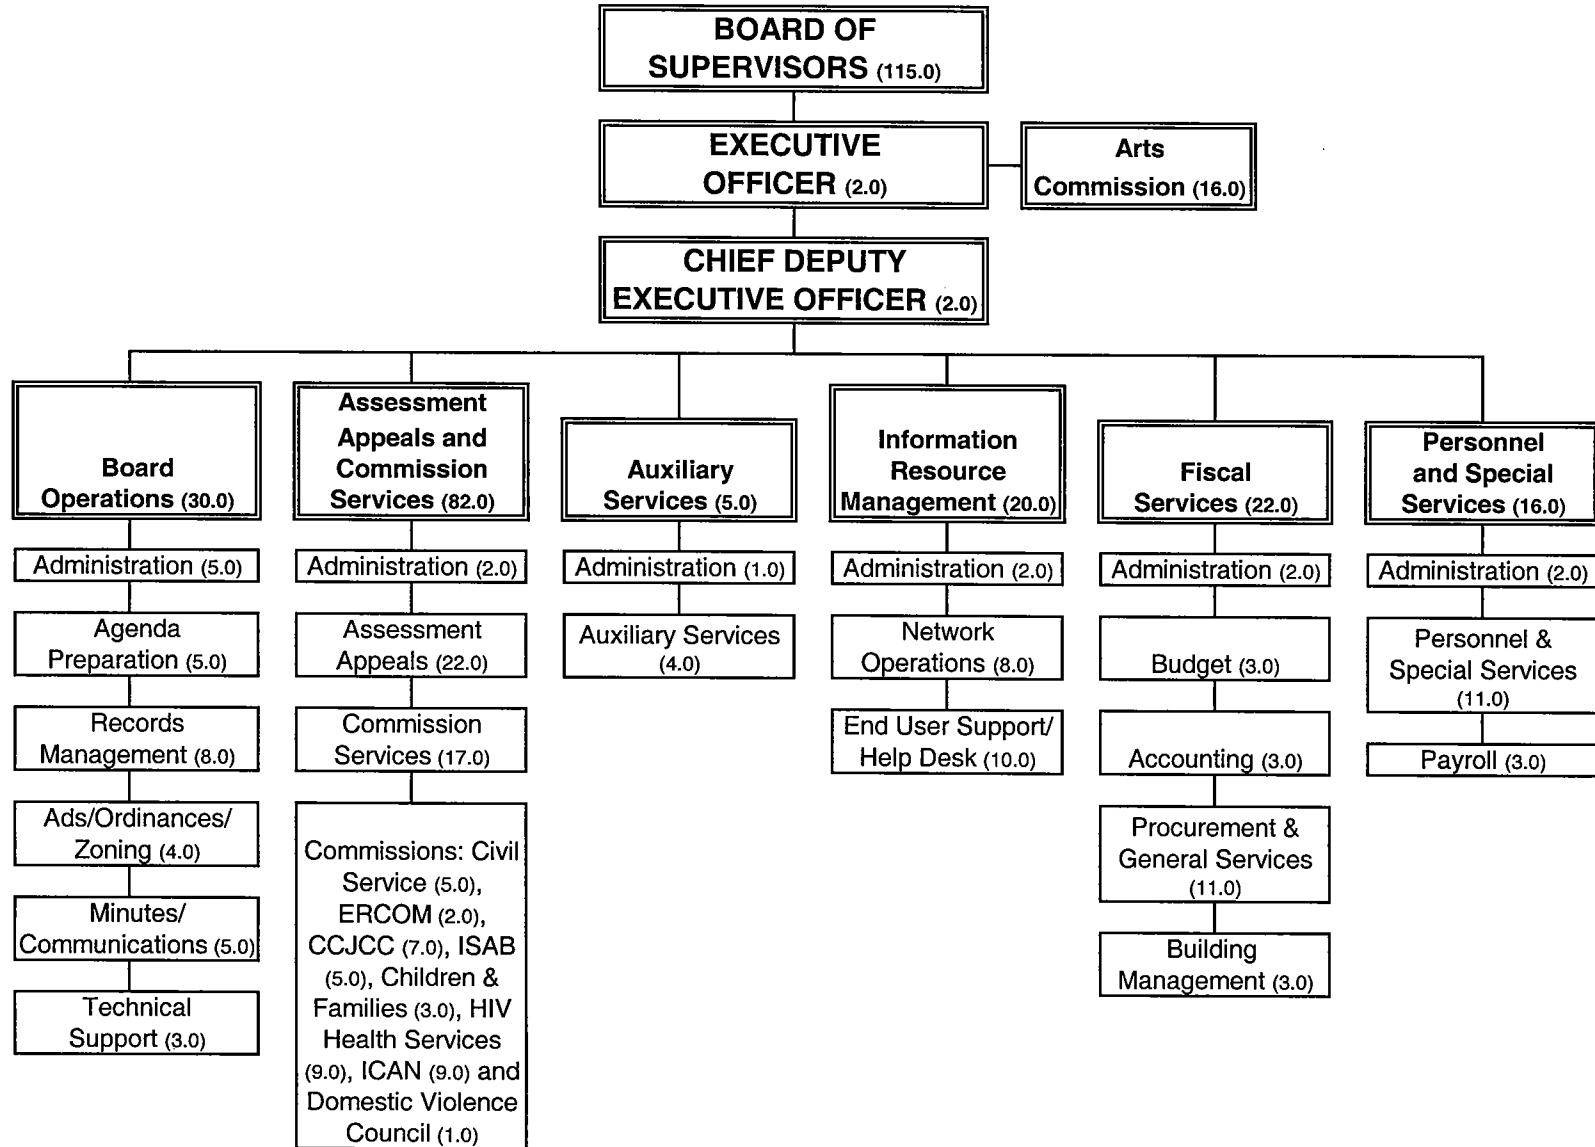 BOARD OF
SUPERVISORS (115.0)
EXECUTIVE
OFFICER (2.0)
Arts
Commission (16.0)
CHIEF DEPUTY
EXECUTIVE OFFICER (2.0)
Board
Operations (30.0)
Administration (5.0)
Agenda
Preparation (5.0)
Records
Management (8.0)
Ads/Ordinances/
Zoning (4.0)
Minutes/
Communications (5.0)
Technical
Support (3.0)
Assessment
Appeals and
Commission
Services (82.0)
Administration (2.0)
Assessment
Appeals (22.0)
Commission
Services (17.0)
Commissions: Civil
Service (5.0),
ERCOM (2.0),
CCJCC (7.0), ISAB
(5.0), Children &
Families (3.0), HIV
Health Services
(9.0), ICAN (9.0) and
Domestic Violence
Council (1.0)
Auxiliary
Services (5.0)
Administration (1.0)
Auxiliary Services
(4.0)
Information
Resource
Management (20.0)
Administration (2.0)
Network
Operations (8.0)
End User Support/
Help Desk (10.0)
Fiscal
Services (22.0)
Administration (2.0)
Budget (3.0)
Accounting (3.0)
Procurement &
General Services
(11.0)
Building
Management (3.0)
Personnel
and Special
Services (16.0)
Administration (2.0)
Personnel &
Special Services
(11.0)
Payroll (3.0)